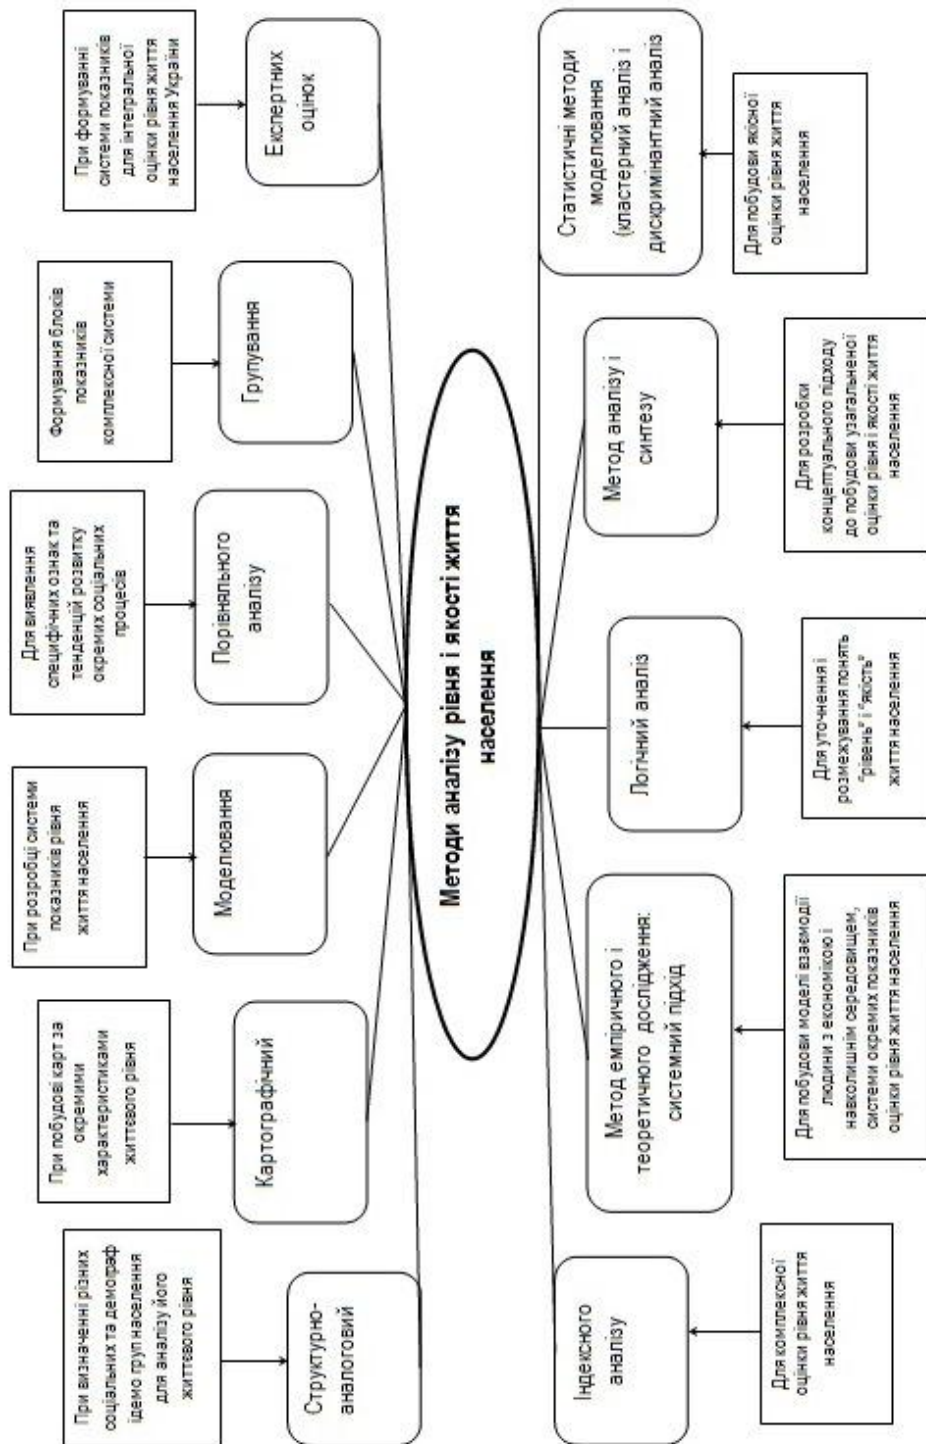 При визначенні різних
соціальних та демограф
ідемо груп населення
для аналізу його
життєвого рівня
При побудові карт за
окремими
характеристиками
життєвого рівня
При розробці системи
показників рівня
життя населення
Для виявлення
специфічних ознак та
тенденцій розвитку
окремих соціальних
процесів
Формування блоків
показників
комплексної системи
При формуванні
системи показників
для інтегральної
оцінки рівня життя
населення України
Структурно-
аналоговий
Картографічний
Моделювання
Порівняльного
аналізу
Групування
Експертних
оцінок
Методи аналізу рівня і якості життя
населення
Індексного
аналізу
Метод емпіричного і
теоретичного дослідження:
системний підхід
Логічний аналіз
Метод аналізу і
синтезу
Статистичні методи
моделювання
(кластерний аналіз і
дискримінантний аналіз
Для комплексної
оцінки рівня життя
населення
Для побудови моделі взаємодії
людини з економікою і
навколишнім середовищем,
системи окремих показників
оцінки рівня життя населення
Для уточнення і
розмежування понять
"рівень" і "якість"
життя населення
Для розробки
концептуального підходу
до побудови узагальненої
оцінки рівня і якості життя
населення
Для побудови якісної
оцінки рівня життя
населення